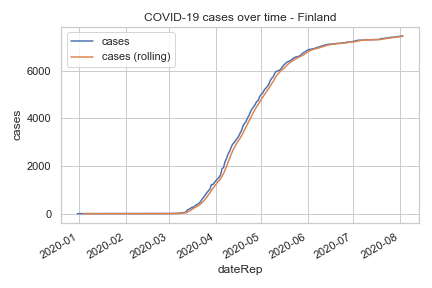 COVID-19 cases over time - Finland
cases
cases (rolling)
cases
6000
4000
2000
0
2020-01
2020-02
2020-03
2020-04
2020-05
2020-06
2020-07
2020-08
dateRep